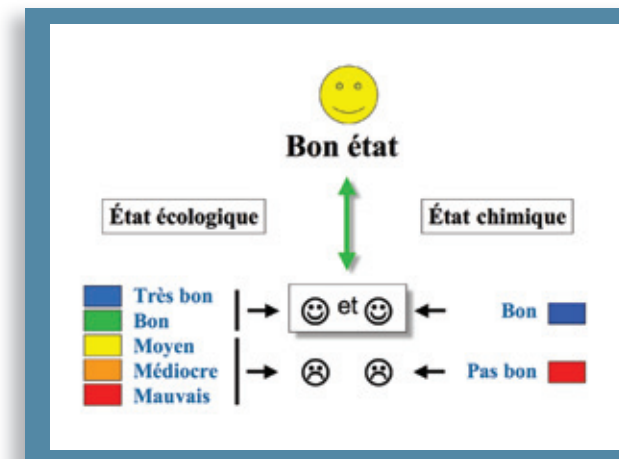 Bon état
État écologique
État chimique
Très bon
Bon
Moyen
Médiocre
Mauvais
et
Bon
Pas bon